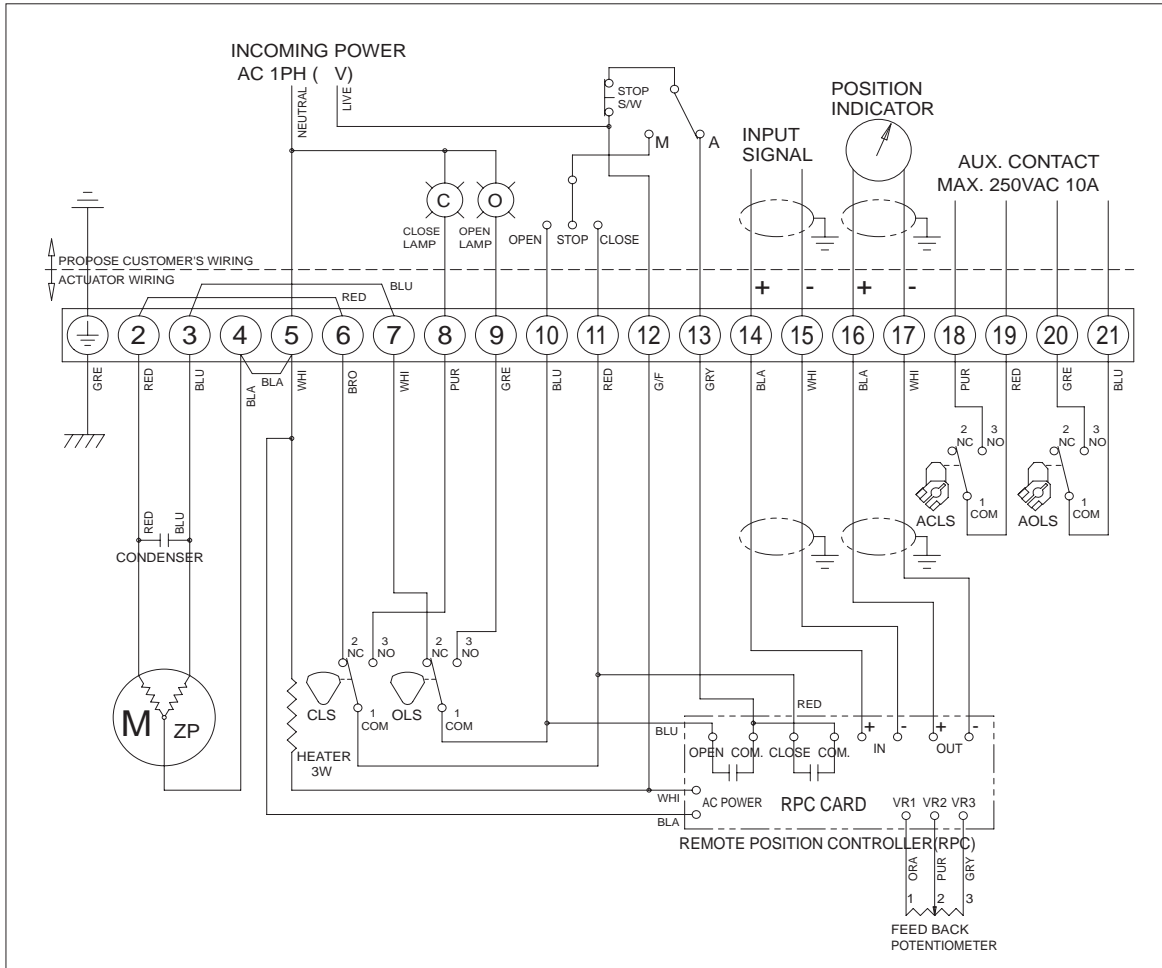 INCOMING POWER
AC 1PH (   V)
NEUTRAL
LIVE
STOP
S/W
M
A
INPUT
SIGNAL
POSITION
INDICATOR
AUX. CONTACT
MAX. 250VAC 10A
C
O
CLOSE
LAMP
OPEN
LAMP
OPEN
STOP
CLOSE
PROPOSE CUSTOMER'S WIRING
ACTUATOR WIRING
RED
BLU
+
-
+
-
2
3
4
5
6
7
8
9
10
11
12
13
14
15
16
17
18
19
20
21
GRE
RED
BLU
BLA
BLA
WHI
BRO
WHI
PUR
GRE
BLU
RED
G/F
GRY
BLA
WHI
BLA
WHI
PUR
RED
GRE
BLU
2
NC
3
NO
1
COM
ACLS
2
NC
3
NO
1
COM
AOLS
RED
BLU
CONDENSER
M
ZP
HEATER
3W
2
NC
3
NO
1
COM
CLS
2
NC
3
NO
1
COM
OLS
BLU
RED
OPEN
COM.
CLOSE
COM.
+
-
IN
+
-
OUT
WHI
BLA
AC POWER
RPC CARD
VR1
VR2
VR3
REMOTE POSITION CONTROLLER(RPC)
ORA
PUR
GRY
1
2
3
FEED BACK
POTENTIOMETER